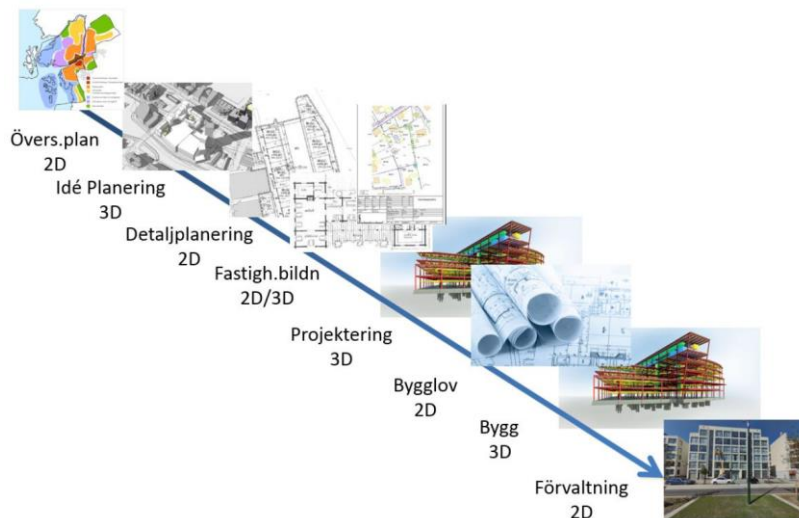 Övers.plan
2D
Idé Planering
3D
Detaljplanering
2D
Fastigh.bildn
2D/3D
Projektering
3D
Bygglov
2D
Bygg
3D
Förvaltning
2D